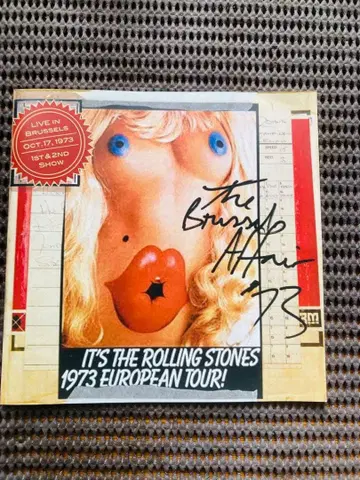 LIVE IN
BRUSSELS
OCT. 17, 1973
1ST & 2ND
SHOW
The
Brussels
Affair
'73
IT'S THE ROLLING STONES
1973 EUROPEAN TOUR!